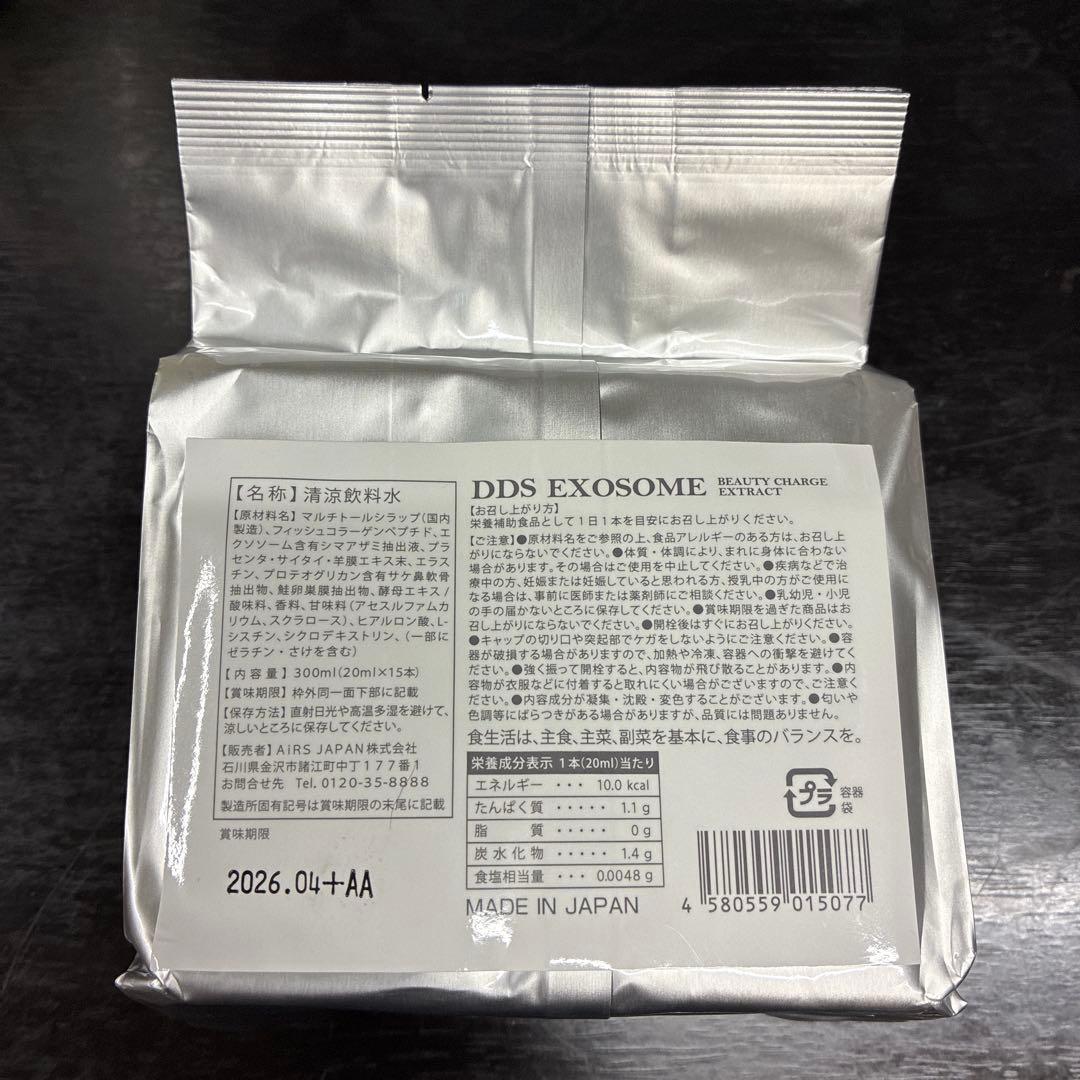 【名称】清涼飲料水
【原材料名】マルチトールシラップ(国内
製造)、フィッシュコラーゲンペプチド、エ
クソソーム含有シマアザミ抽出液、プラ
センタ・サイタイ・羊膜エキス末、エラス
チン、プロテオグリカン含有サケ鼻軟骨
抽出物、鮭卵巣膜抽出物、酵母エキス/
酸味料、香料、甘味料(アセスルファムカ
リウム、スクラロース)、ヒアルロン酸、L-
シスチン、シクロデキストリン、(一部に
ゼラチン・さけを含む)
【内容量】300ml(20ml×15本)
【賞味期限】枠外同一面下部に記載
【保存方法】直射日光や高温多湿を避けて、
涼しいところに保存してください。
【販売者】AiRS JAPAN株式会社
石川県金沢市諸江町中丁177番1
お問合せ先 Tel. 0120-35-8888
製造所固有記号は賞味期限の末尾に記載
賞味期限
2026.04+AA
DDS EXOSOME BEAUTY CHARGE
EXTRACT
【お召し上がり方】
栄養補助食品として1日1本を目安にお召し上がりください。
【ご注意】●原材料名をご参照の上、食品アレルギーのある方は、お召し上
がりにならないでください。●体質・体調により、まれに身体に合わない
場合があります。その場合はご使用を中止してください。●疾病などで治
療中の方、妊娠または妊娠していると思われる方、授乳中の方がご使用に
なる場合は、事前に医師または薬剤師にご相談ください。●乳幼児・小児
の手の届かないところに保存してください。●賞味期限を過ぎた商品はお
召し上がりにならないでください。●開栓後はすぐにお召し上がりください。
●キャップの切り口や突起部でケガをしないようにご注意ください。●容
器が破損する場合がありますので、加熱や冷凍、容器への衝撃を避けてく
ださい。●強く振って開栓すると、内容物が飛び散ることがあります。●内
容物が衣服などに付着すると取れにくい場合がございますので、ご注意く
ださい。●内容成分が凝集・沈殿・変色することがございます。●匂いや
色調等にばらつきがある場合がありますが、品質には問題ありません。
食生活は、主食、主菜、副菜を基本に、食事のバランスを。
栄養成分表示 1本(20ml)当たり
エネルギー ・・・ 10.0 kcal
たんぱく質 ・・・・・ 1.1 g
脂 質 ・・・・・ 0 g
炭水化物 ・・・・・ 1.4 g
食塩相当量 ・・・ 0.0048 g
MADE IN JAPAN
プラ
容器
袋
4 580559 015077